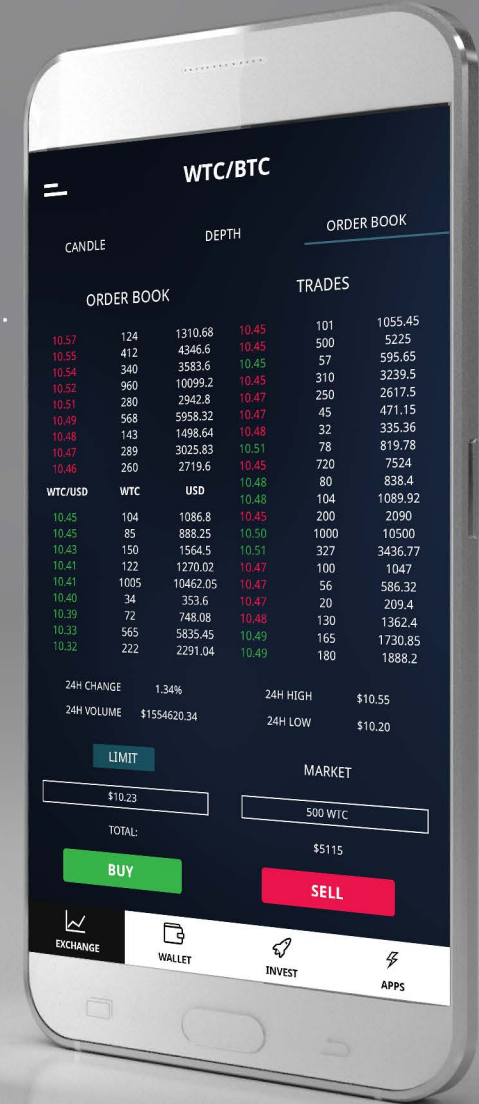 WTC/BTC
CANDLE DEPTH ORDER BOOK
ORDER BOOK
10.57 124 1310.68
10.55 412 4346.6
10.54 340 3583.6
10.52 960 10099.2
10.51 280 2942.8
10.49 568 5958.32
10.48 143 1498.64
10.47 289 3025.83
10.46 260 2719.6
WTC/USD WTC USD
10.45 104 1086.8
10.45 85 888.25
10.43 150 1564.5
10.41 122 1270.02
10.41 1005 10462.05
10.40 34 353.6
10.39 72 748.08
10.33 565 5835.45
10.32 222 2291.04
TRADES
10.45 101 1055.45
10.45 500 5225
10.45 57 595.65
10.45 310 3239.5
10.47 250 2617.5
10.47 45 471.15
10.48 32 335.36
10.51 78 819.78
10.45 720 7524
10.48 80 838.4
10.48 104 1089.92
10.45 200 2090
10.50 1000 10500
10.51 327 3436.77
10.47 100 1047
10.47 56 586.32
10.47 20 209.4
10.48 130 1362.4
10.49 165 1730.85
10.49 180 1888.2
24H CHANGE 1.34%
24H VOLUME $1554620.34
24H HIGH $10.55
24H LOW $10.20
LIMIT
$10.23
TOTAL:
BUY
MARKET
500 WTC
$5115
SELL
EXCHANGE WALLET INVEST APPS